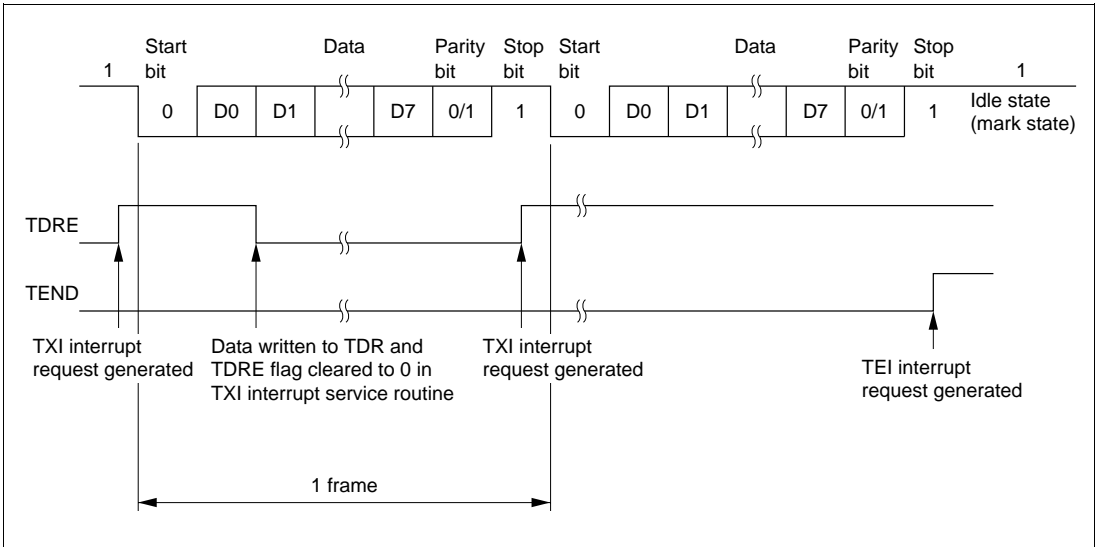 Start Data Parity Stop Start Data Parity Stop
1 bit bit bit bit bit bit 1
0 D0 D1 D7 0/1 1 0 D0 D1 D7 0/1 1 Idle state
(mark state)
TDRE
TEND
TXI interrupt
request generated
Data written to TDR and
TDRE flag cleared to 0 in
TXI interrupt service routine
TXI interrupt
request generated
TEI interrupt
request generated
1 frame